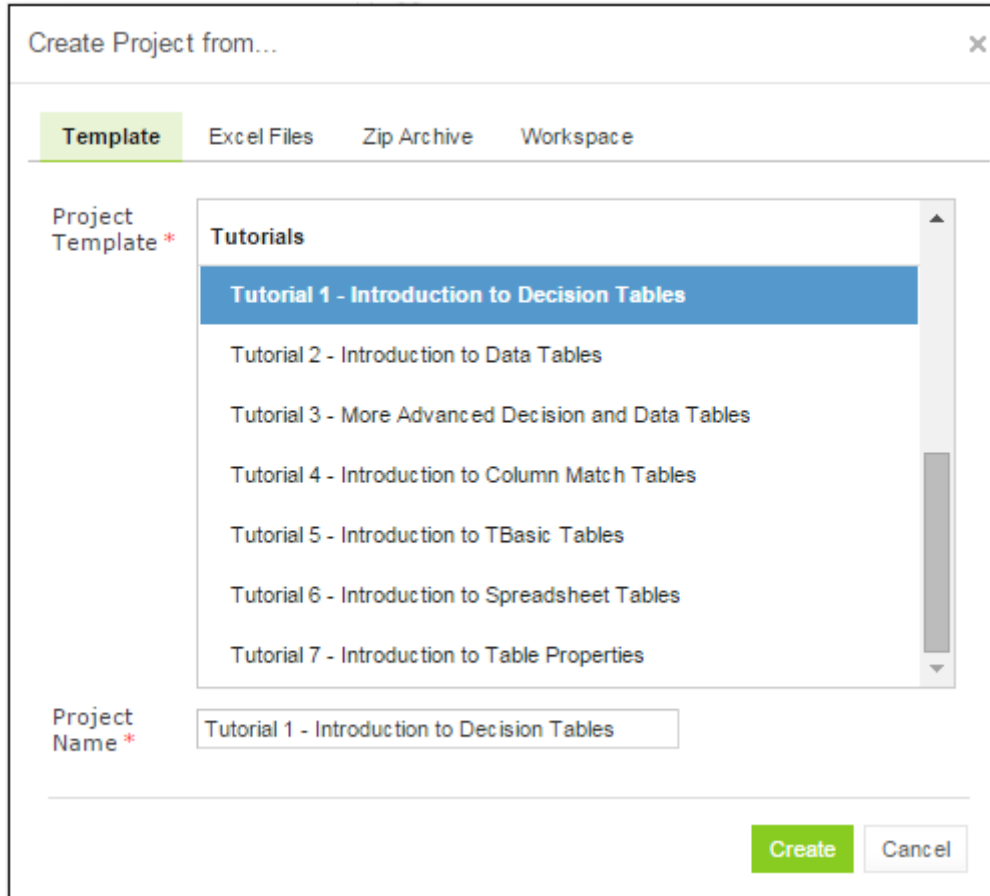 Create Project from...
Template Excel Files Zip Archive Workspace
Project
Template *
Tutorials
Tutorial 1 - Introduction to Decision Tables
Tutorial 2 - Introduction to Data Tables
Tutorial 3 - More Advanced Decision and Data Tables
Tutorial 4 - Introduction to Column Match Tables
Tutorial 5 - Introduction to TBasic Tables
Tutorial 6 - Introduction to Spreadsheet Tables
Tutorial 7 - Introduction to Table Properties
Project
Name *
Tutorial 1 - Introduction to Decision Tables
Create Cancel